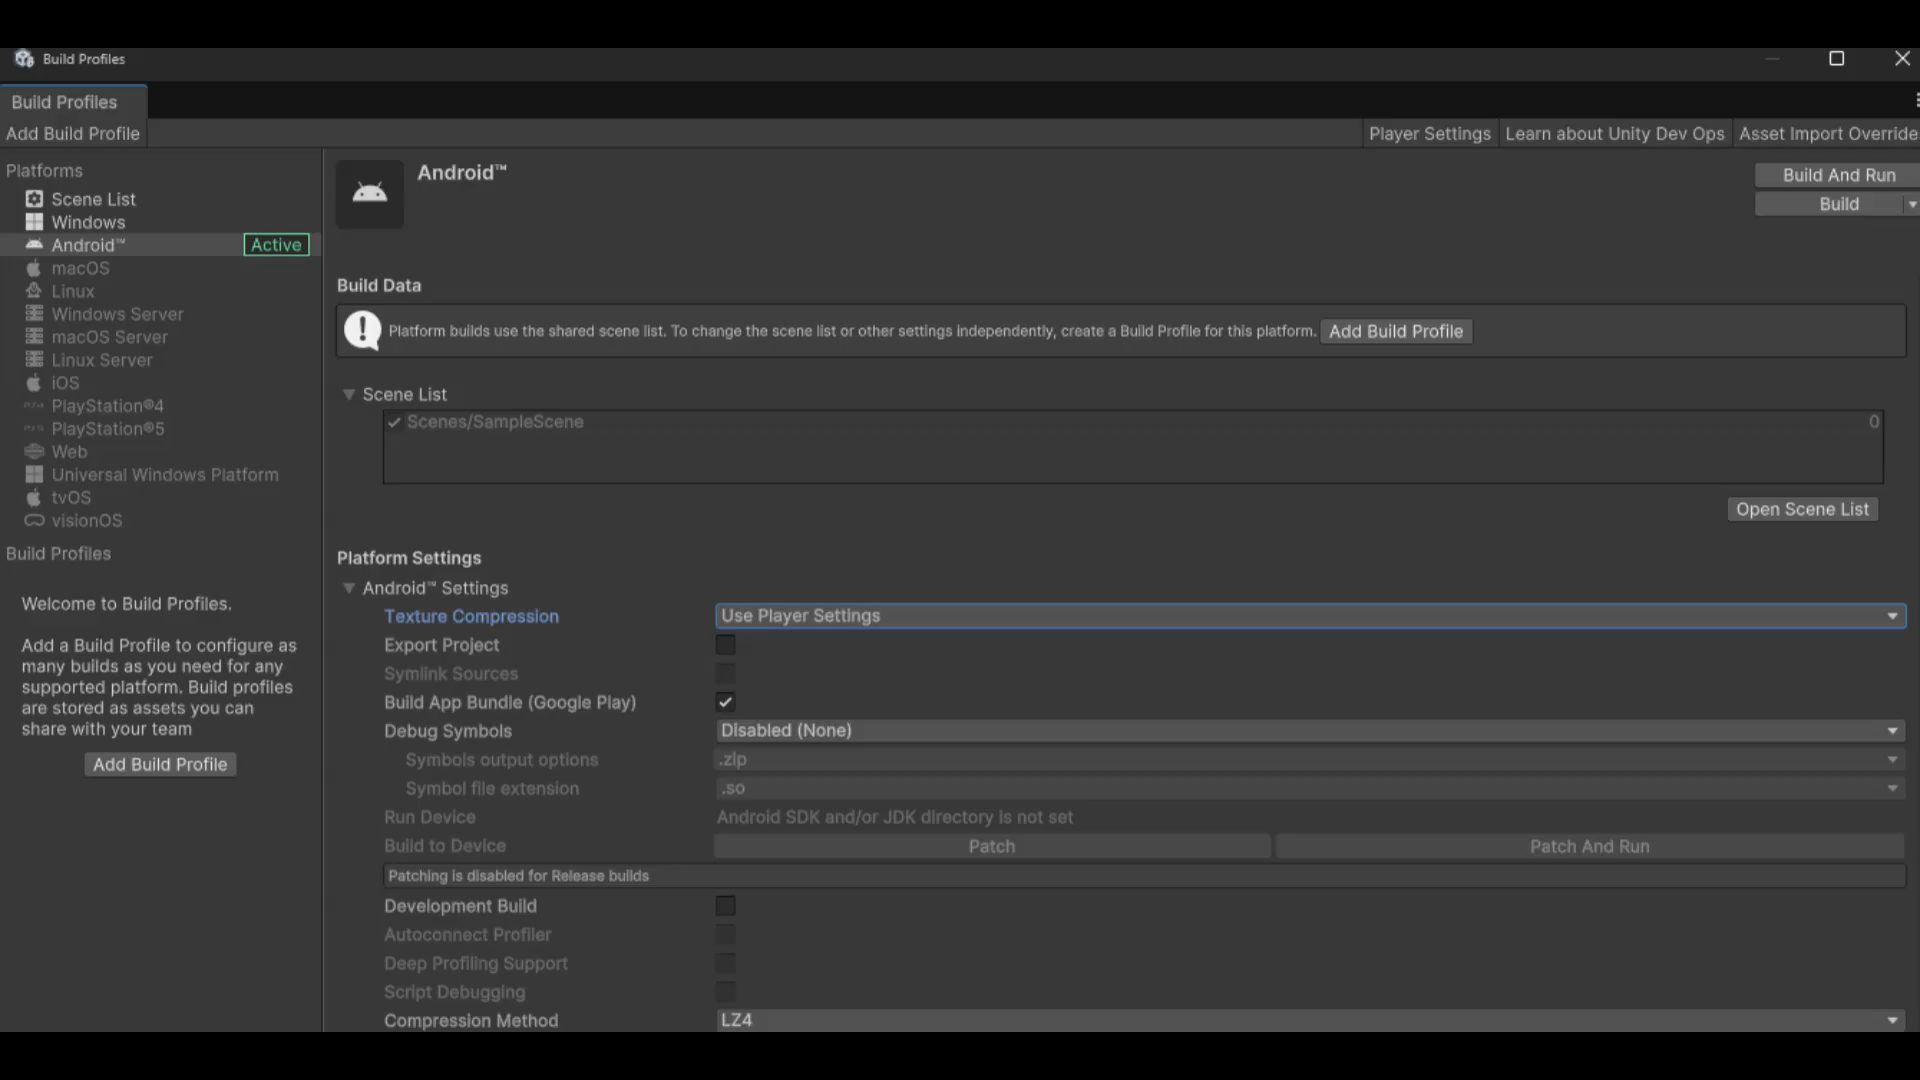 Build Profiles
Build Profiles
Add Build Profile
Player Settings
Learn about Unity Dev Ops
Asset Import Override
Platforms
Scene List
Windows
Android™
Active
macOS
Linux
Windows Server
macOS Server
Linux Server
iOS
PlayStation®4
PlayStation®5
Web
Universal Windows Platform
tvOS
visionOS
Build Profiles
Welcome to Build Profiles.
Add a Build Profile to configure as
many builds as you need for any
supported platform. Build profiles
are stored as assets you can
share with your team
Add Build Profile
Android™
Build And Run
Build
Build Data
Platform builds use the shared scene list. To change the scene list or other settings independently, create a Build Profile for this platform.
Add Build Profile
Scene List
Scenes/SampleScene
0
Open Scene List
Platform Settings
Android™ Settings
Texture Compression
Use Player Settings
Export Project
Symlink Sources
Build App Bundle (Google Play)
Debug Symbols
Disabled (None)
Symbols output options
.zip
Symbol file extension
.so
Run Device
Android SDK and/or JDK directory is not set
Build to Device
Patch
Patch And Run
Patching is disabled for Release builds
Development Build
Autoconnect Profiler
Deep Profiling Support
Script Debugging
Compression Method
LZ4